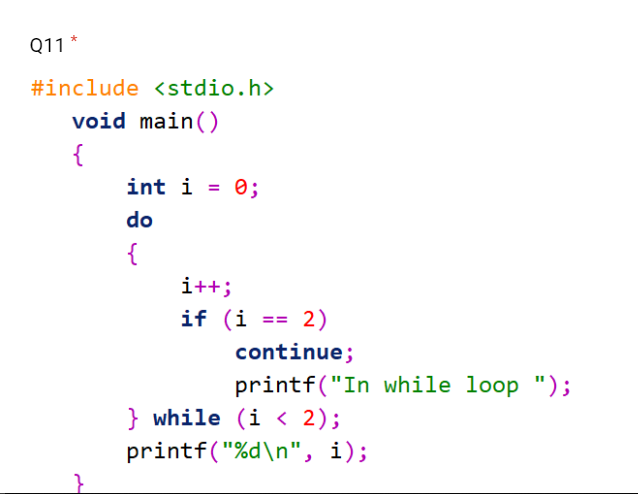 Q11 *
#include <stdio.h>
void main()
{
int i = 0;
do
{
i++;
if (i == 2)
continue;
printf("In while loop ");
} while (i < 2);
printf("%d\n", i);
}